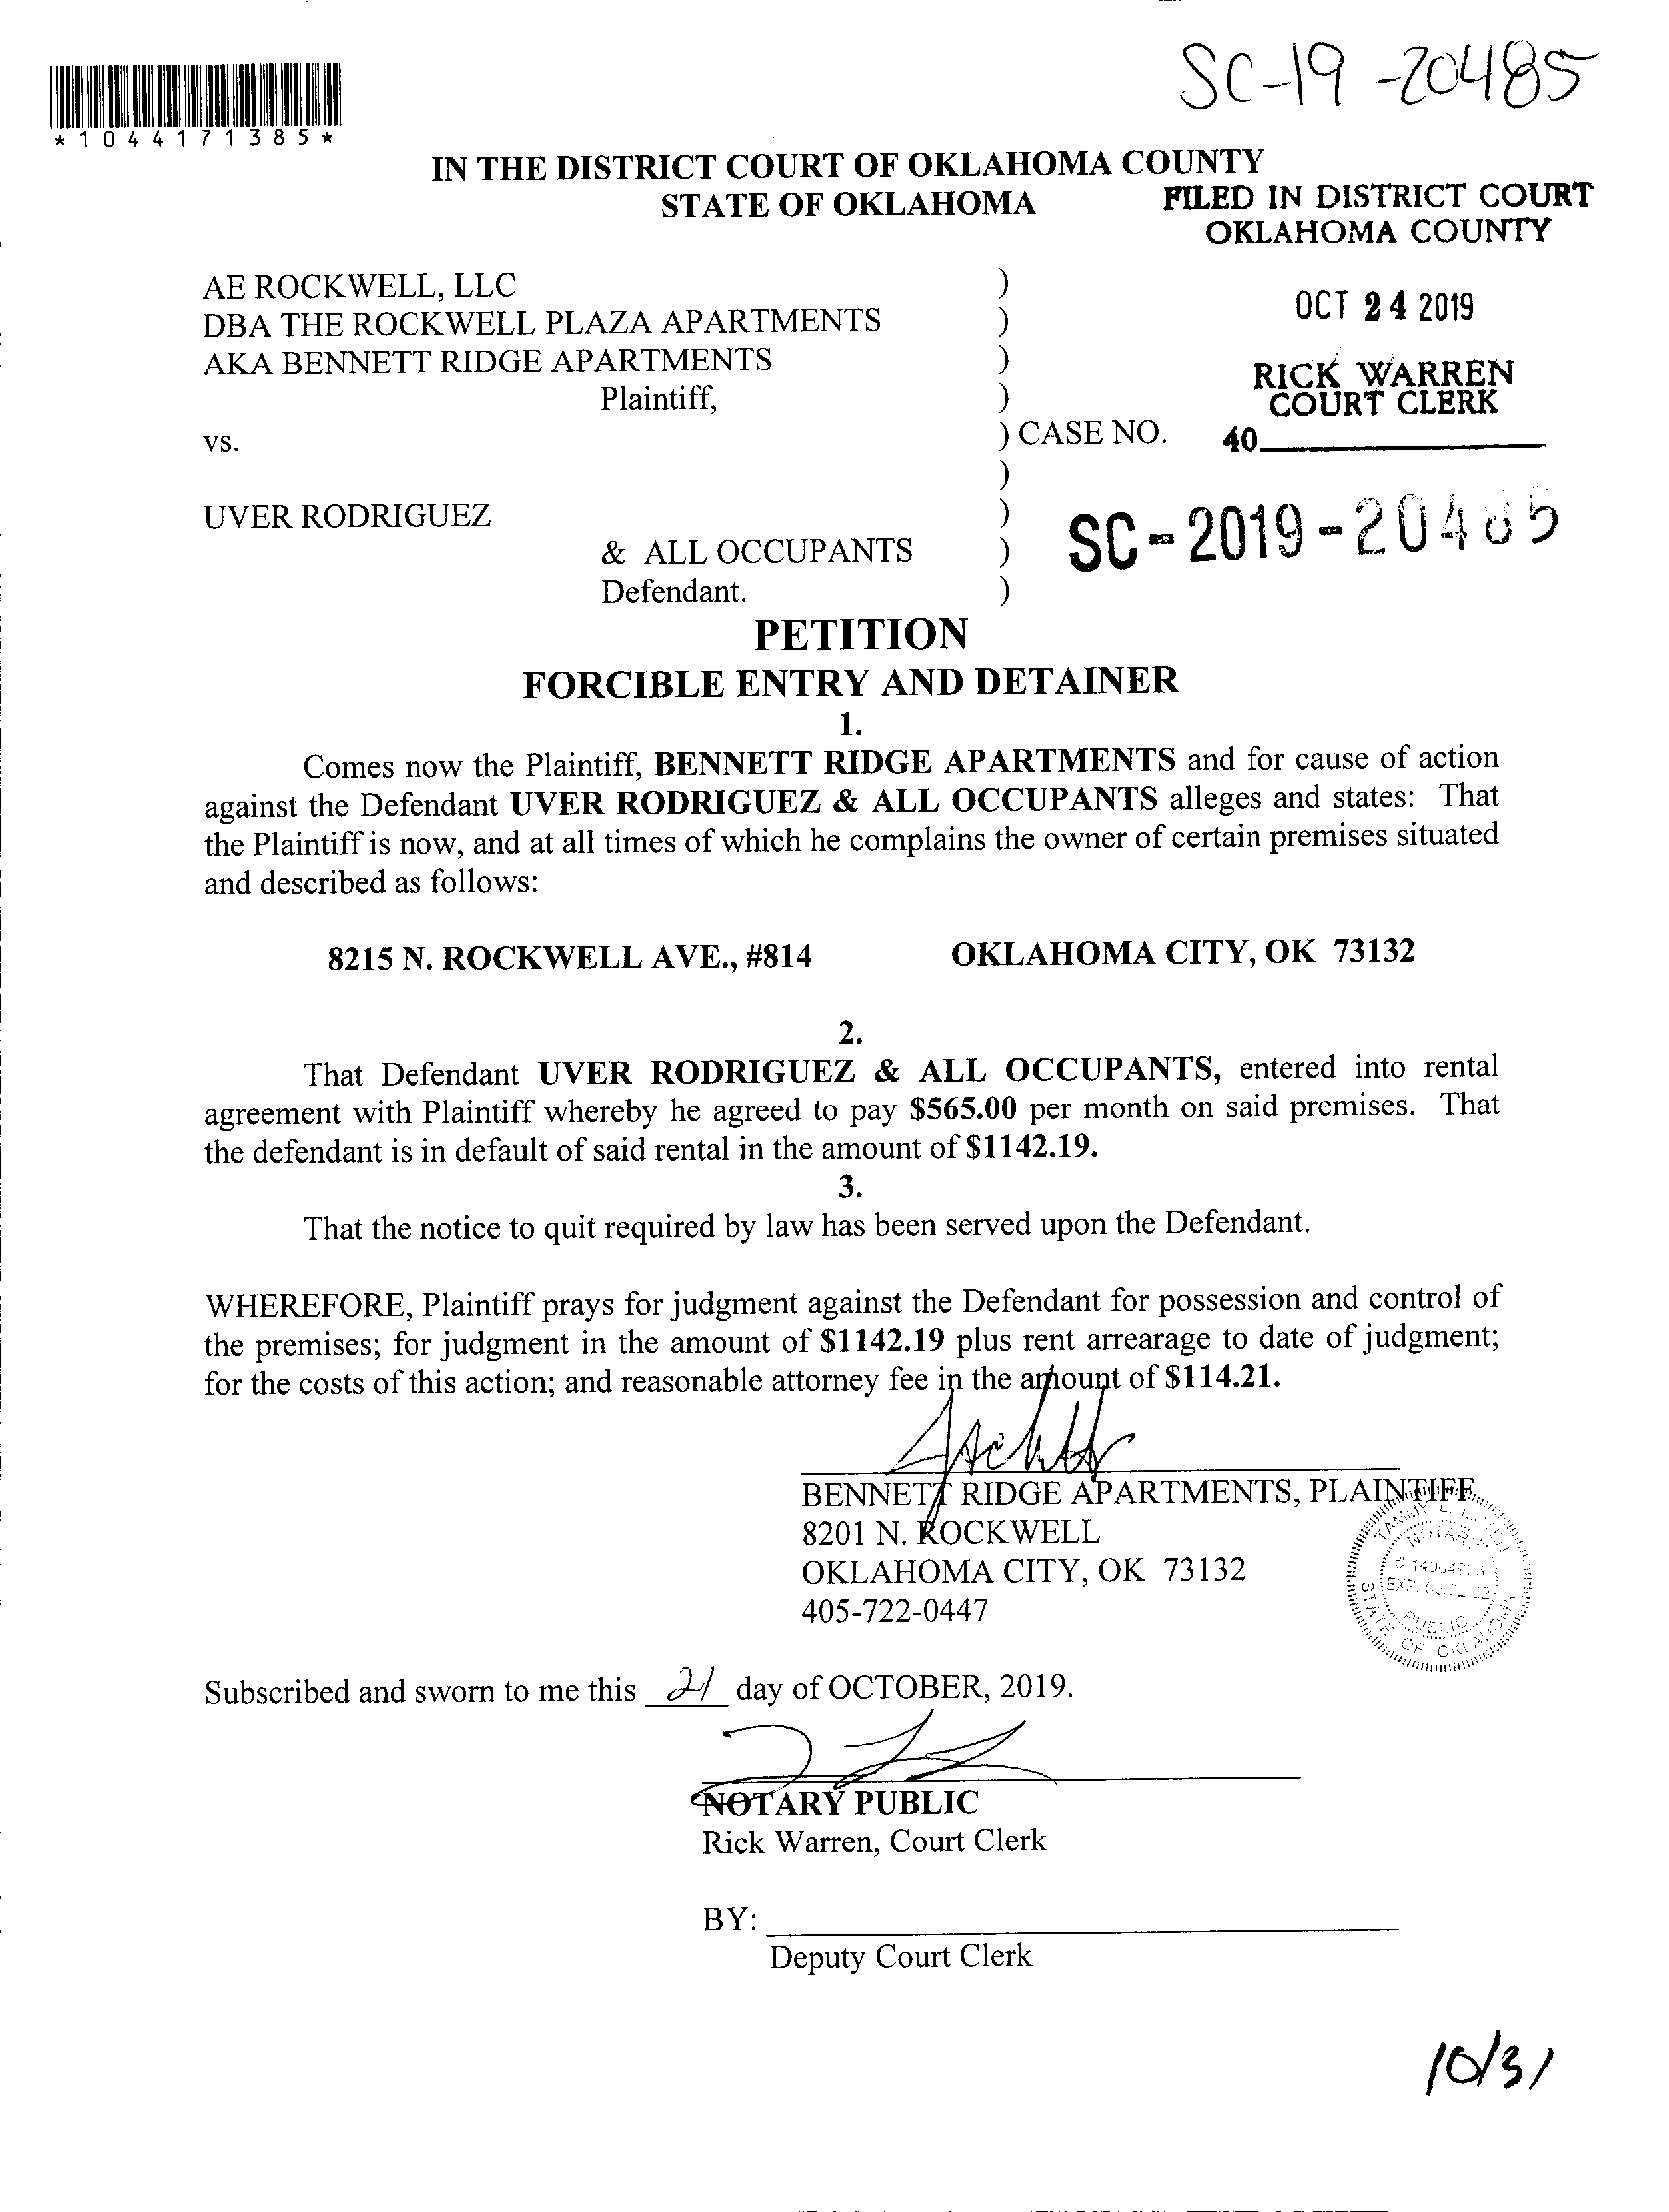 SC-19-20485
*1044171385*
IN THE DISTRICT COURT OF OKLAHOMA COUNTY
STATE OF OKLAHOMA
FILED IN DISTRICT COURT
OKLAHOMA COUNTY
OCT 24 2019
RICK WARREN
COURT CLERK
40
AE ROCKWELL, LLC )
DBA THE ROCKWELL PLAZA APARTMENTS )
AKA BENNETT RIDGE APARTMENTS )
Plaintiff, )
vs. ) CASE NO.
)
UVER RODRIGUEZ )
& ALL OCCUPANTS )
Defendant. )
SC-2019-20485
PETITION
FORCIBLE ENTRY AND DETAINER
1.
Comes now the Plaintiff, BENNETT RIDGE APARTMENTS and for cause of action
against the Defendant UVER RODRIGUEZ & ALL OCCUPANTS alleges and states: That
the Plaintiff is now, and at all times of which he complains the owner of certain premises situated
and described as follows:
8215 N. ROCKWELL AVE., #814 OKLAHOMA CITY, OK 73132
2.
That Defendant UVER RODRIGUEZ & ALL OCCUPANTS, entered into rental
agreement with Plaintiff whereby he agreed to pay $565.00 per month on said premises. That
the defendant is in default of said rental in the amount of $1142.19.
3.
That the notice to quit required by law has been served upon the Defendant.
WHEREFORE, Plaintiff prays for judgment against the Defendant for possession and control of
the premises; for judgment in the amount of $1142.19 plus rent arrearage to date of judgment;
for the costs of this action; and reasonable attorney fee in the amount of $114.21.
BENNETT RIDGE APARTMENTS, PLAINTIFF
8201 N. ROCKWELL
OKLAHOMA CITY, OK 73132
405-722-0447
PUBLIC
STATE OF OKLAHOMA
Subscribed and sworn to me this 21 day of OCTOBER, 2019.
NOTARY PUBLIC
Rick Warren, Court Clerk
BY:
Deputy Court Clerk
10/31